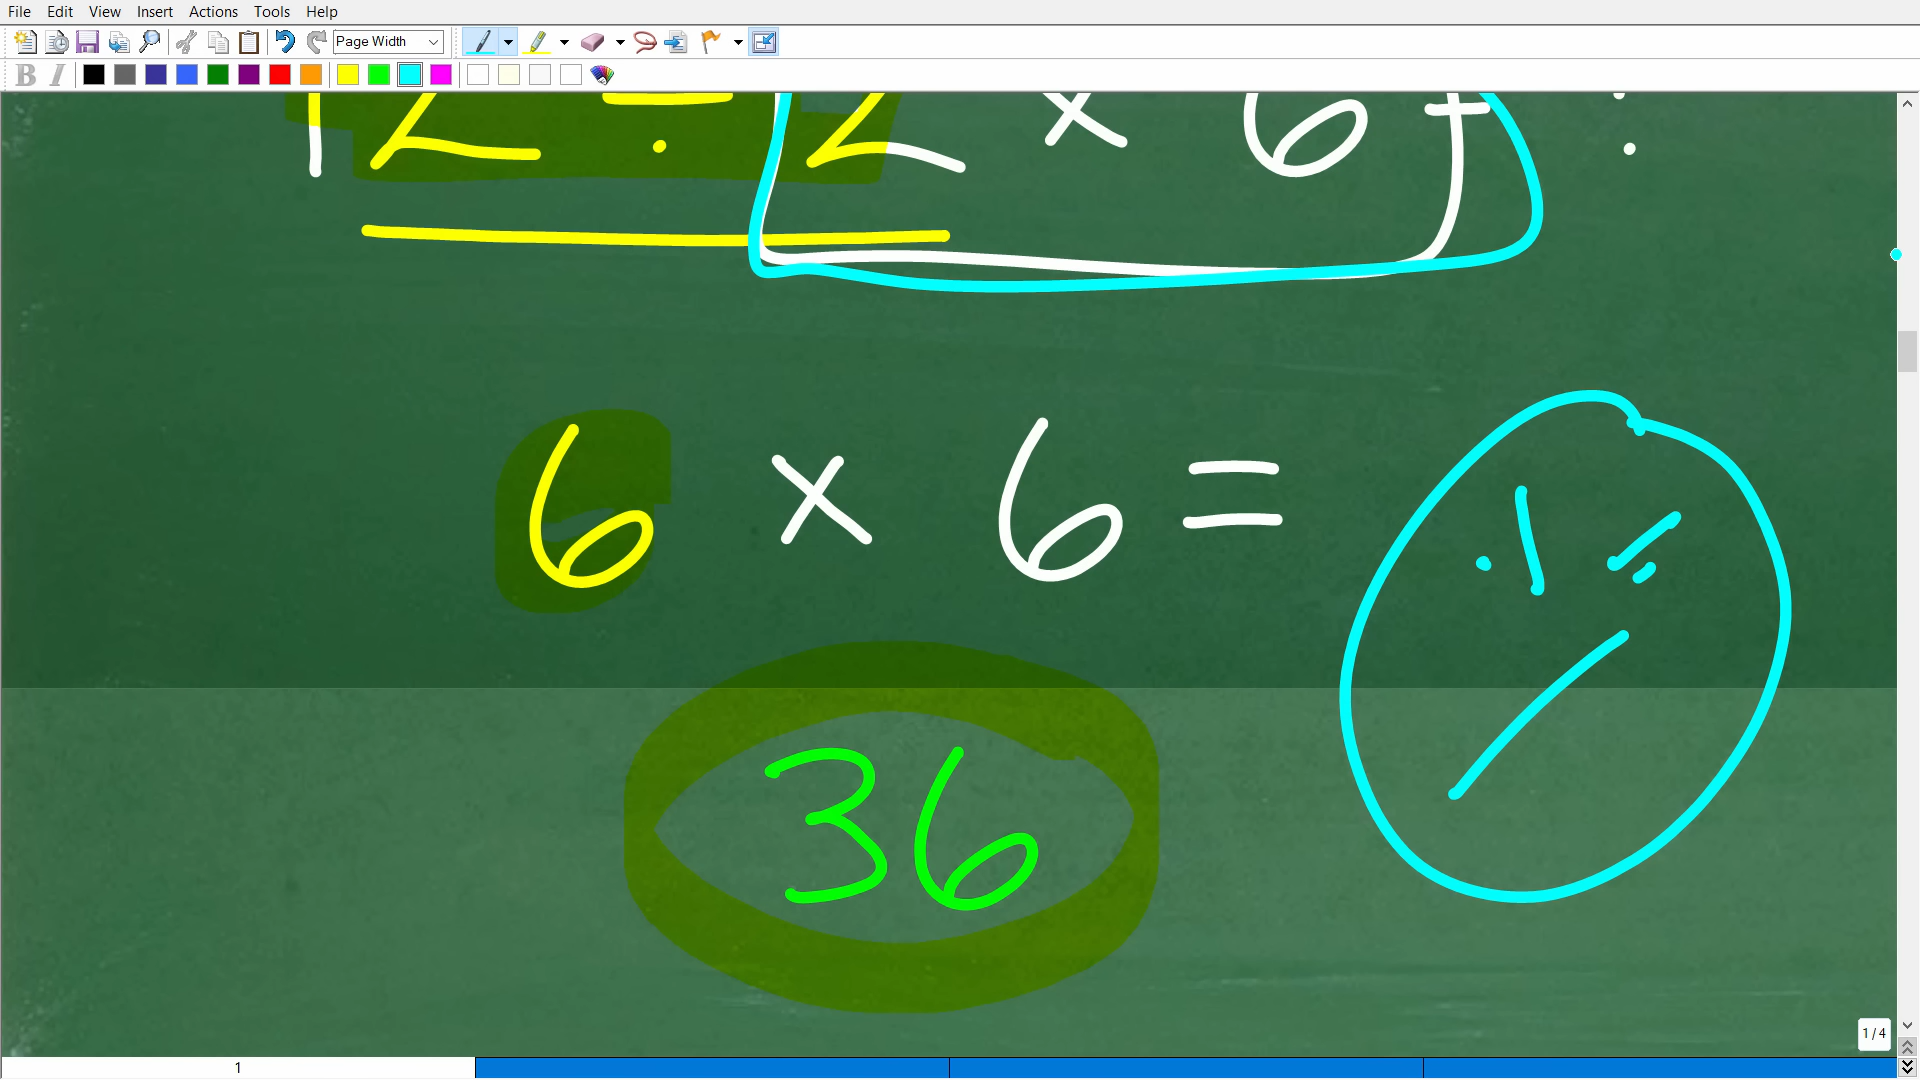 File Edit View Insert Actions Tools Help
Page Width
B I
12 ÷ 2 × 6
6 × 6 =
36
1 / 4
1